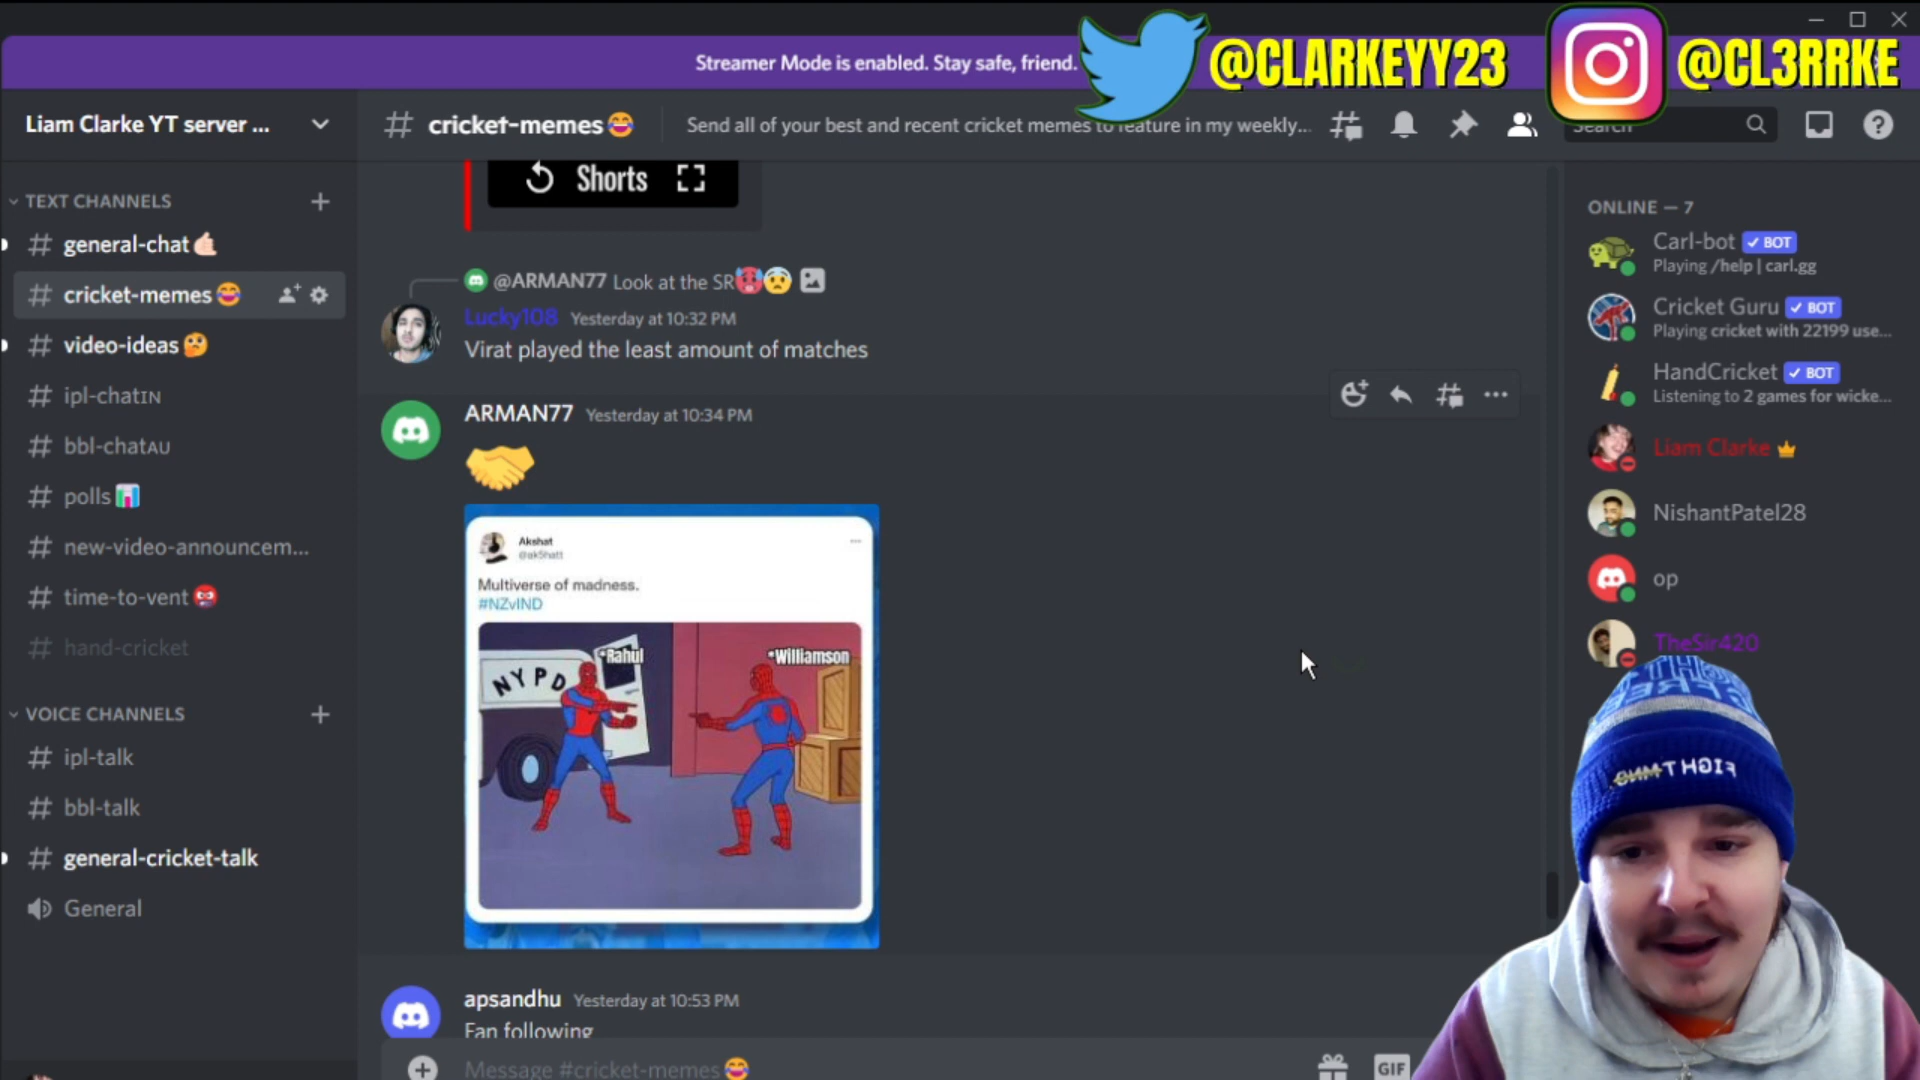 @CLARKEYY23
@CL3RRKE
Streamer Mode is enabled. Stay safe, friend.
Liam Clarke YT server ...
# cricket-memes😂
Send all of your best and recent cricket memes to feature in my weekly...
Search
TEXT CHANNELS
# general-chat🤙🏻
# cricket-memes😂
# video-ideas🤔
# ipl-chatIN
# bbl-chatAU
# polls📊
# new-video-announcem...
# time-to-vent👹
# hand-cricket
VOICE CHANNELS
# ipl-talk
# bbl-talk
# general-cricket-talk
General
Shorts
@ARMAN77 Look at the SR🥵😨
Lucky108 Yesterday at 10:32 PM
Virat played the least amount of matches
ARMAN77 Yesterday at 10:34 PM
🤝
Akshat
@ak5hatt
Multiverse of madness.
#NZvIND
*Rahul
*Williamson
NYPD
apsandhu Yesterday at 10:53 PM
Fan following
Message #cricket-memes😂
GIF
ONLINE — 7
Carl-bot ✓ BOT
Playing /help | carl.gg
Cricket Guru ✓ BOT
Playing cricket with 22199 use...
HandCricket ✓ BOT
Listening to 2 games for wicke...
Liam Clarke
NishantPatel28
op
TheSir420
FIGHT